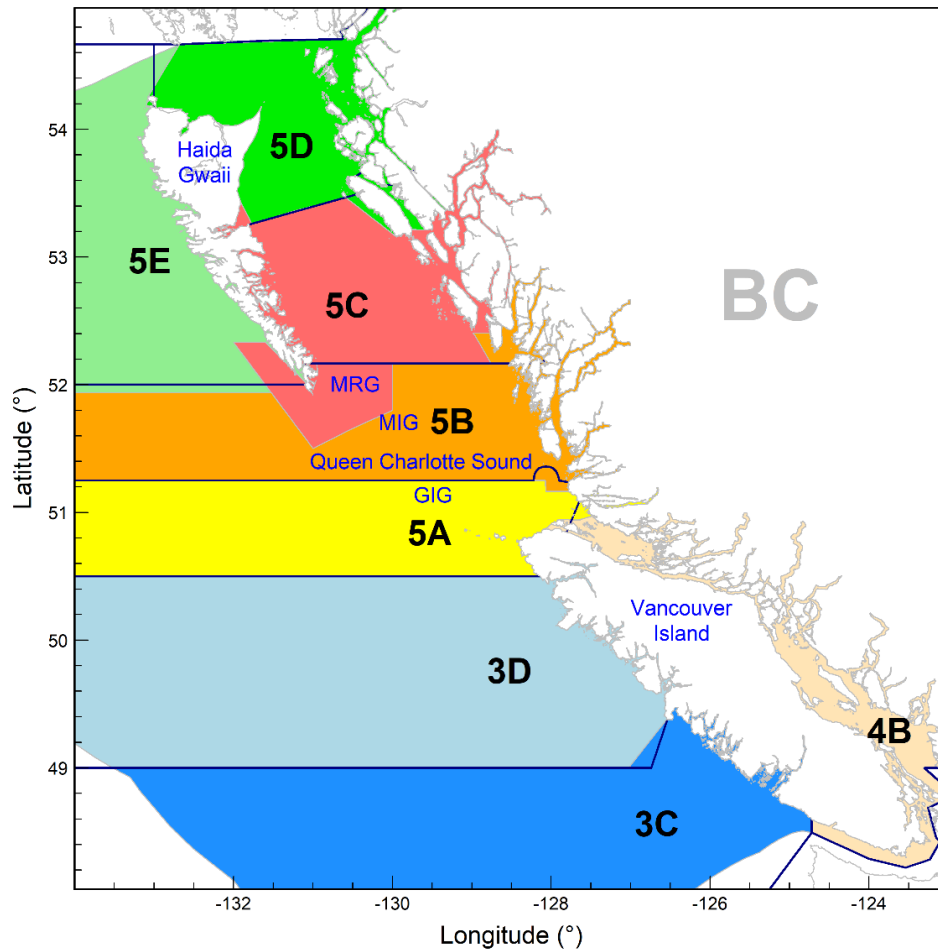 54
53
52
51
50
49
Latitude (°)
5D
Haida
Gwaii
5E
5C
BC
MRG
MIG
5B
Queen Charlotte Sound
GIG
5A
Vancouver
Island
3D
4B
3C
-132
-130
-128
-126
-124
Longitude (°)